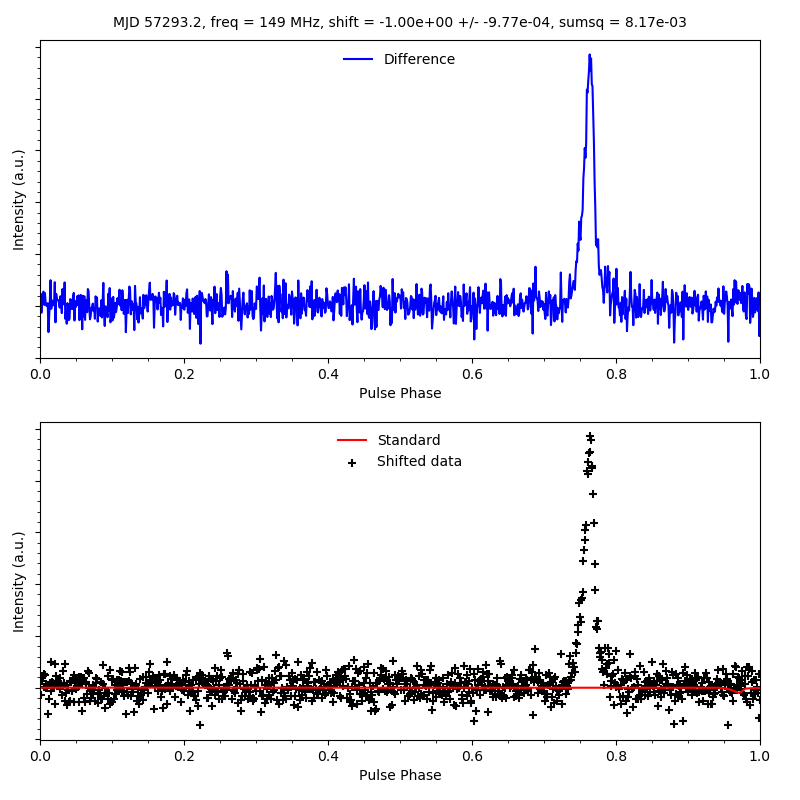 MJD 57293.2, freq = 149 MHz, shift = -1.00e+00 +/- -9.77e-04, sumsq = 8.17e-03
Difference
Intensity (a.u.)
0.0 0.2 0.4 0.6 0.8 1.0
Pulse Phase
Standard
Shifted data
Intensity (a.u.)
0.0 0.2 0.4 0.6 0.8 1.0
Pulse Phase